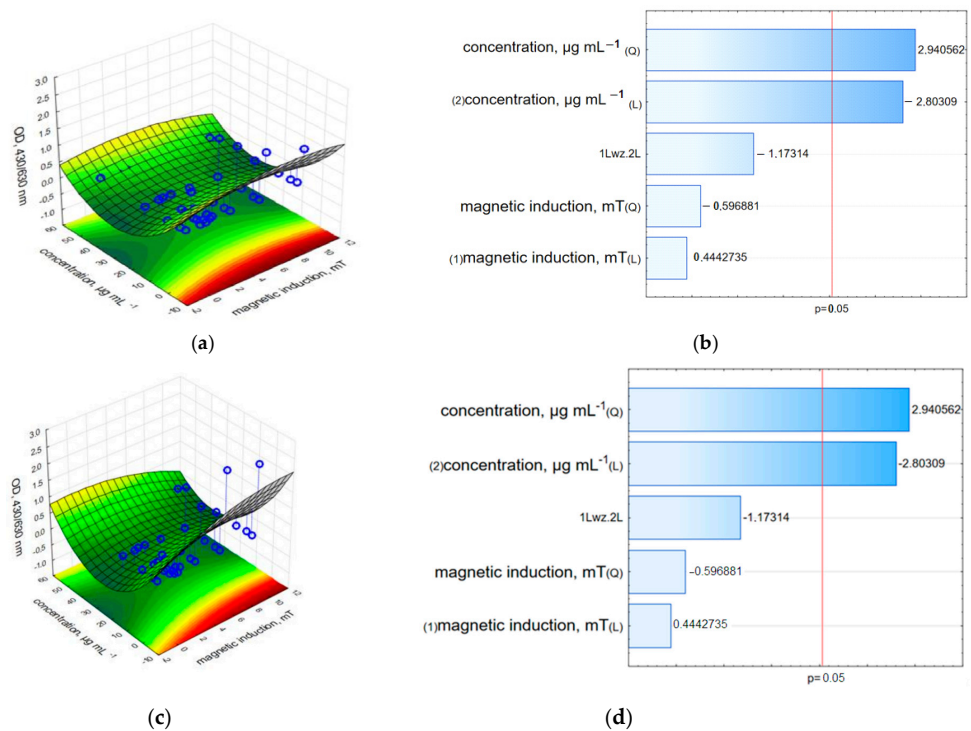 3.0
2.5
2.0
1.5
1.0
0.5
0.0
-0.5
-1.0
OD, 430/630 nm
concentration, µg mL -1
magnetic induction, mT
(a)
concentration, µg mL−1 (Q)
2.940562
(2)concentration, µg mL −1 (L)
– 2.80309
1Lwz.2L
– 1.17314
magnetic induction, mT(Q)
– 0.596881
(1)magnetic induction, mT(L)
0.4442735
p=0.05
(b)
3.0
2.5
2.0
1.5
1.0
0.5
0.0
-0.5
-1.0
OD, 430/630 nm
concentration, µg mL -1
magnetic induction, mT
(c)
concentration, µg mL-1(Q)
2.940562
(2)concentration, µg mL-1(L)
-2.80309
1Lwz.2L
-1.17314
magnetic induction, mT(Q)
-0.596881
(1)magnetic induction, mT(L)
0.4442735
p= 0.05
(d)